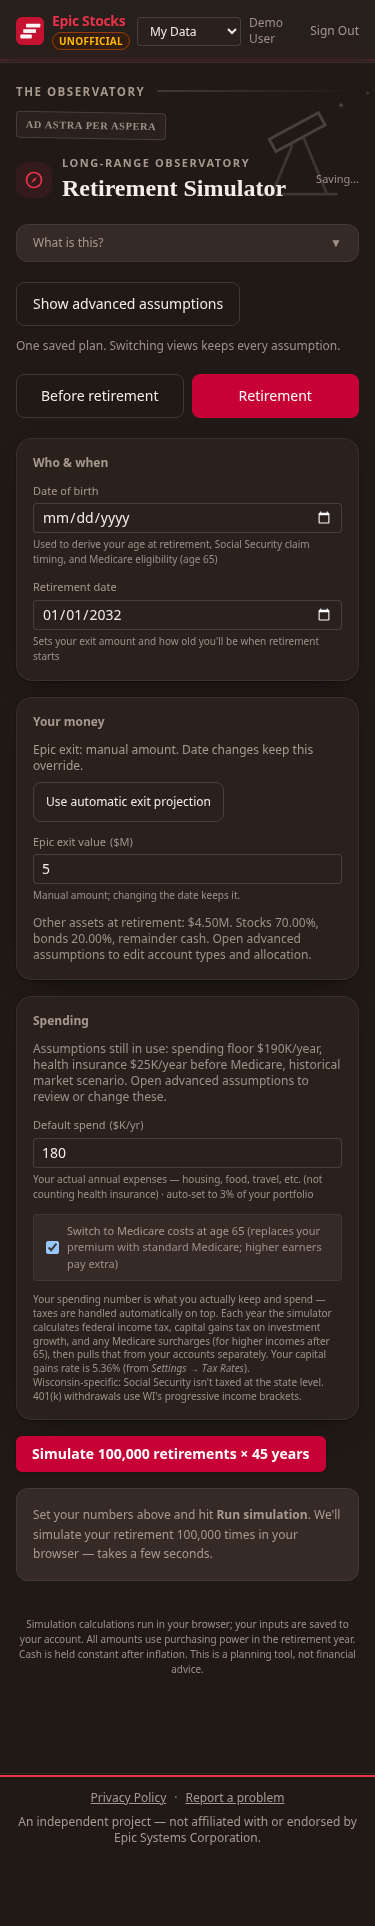 Epic Stocks
UNOFFICIAL
My Data
Demo
User
Sign Out
THE OBSERVATORY
AD ASTRA PER ASPERA
LONG-RANGE OBSERVATORY
Retirement Simulator
Saving...
What is this?
▼
Show advanced assumptions
One saved plan. Switching views keeps every assumption.
Before retirement
Retirement
Who & when
Date of birth
mm/dd/yyyy
Used to derive your age at retirement, Social Security claim
timing, and Medicare eligibility (age 65)
Retirement date
01/01/2032
Sets your exit amount and how old you'll be when retirement
starts
Your money
Epic exit: manual amount. Date changes keep this
override.
Use automatic exit projection
Epic exit value ($M)
5
Manual amount; changing the date keeps it.
Other assets at retirement: $4.50M. Stocks 70.00%,
bonds 20.00%, remainder cash. Open advanced
assumptions to edit account types and allocation.
Spending
Assumptions still in use: spending floor $190K/year,
health insurance $25K/year before Medicare, historical
market scenario. Open advanced assumptions to
review or change these.
Default spend ($K/yr)
180
Your actual annual expenses — housing, food, travel, etc. (not
counting health insurance) · auto-set to 3% of your portfolio
Switch to Medicare costs at age 65 (replaces your
premium with standard Medicare; higher earners
pay extra)
Your spending number is what you actually keep and spend —
taxes are handled automatically on top. Each year the simulator
calculates federal income tax, capital gains tax on investment
growth, and any Medicare surcharges (for higher incomes after
65), then pulls that from your accounts separately. Your capital
gains rate is 5.36% (from Settings → Tax Rates).
Wisconsin-specific: Social Security isn't taxed at the state level.
401(k) withdrawals use WI's progressive income brackets.
Simulate 100,000 retirements × 45 years
Set your numbers above and hit Run simulation. We'll
simulate your retirement 100,000 times in your
browser — takes a few seconds.
Simulation calculations run in your browser; your inputs are saved to
your account. All amounts use purchasing power in the retirement year.
Cash is held constant after inflation. This is a planning tool, not financial
advice.
Privacy Policy · Report a problem
An independent project — not affiliated with or endorsed by
Epic Systems Corporation.